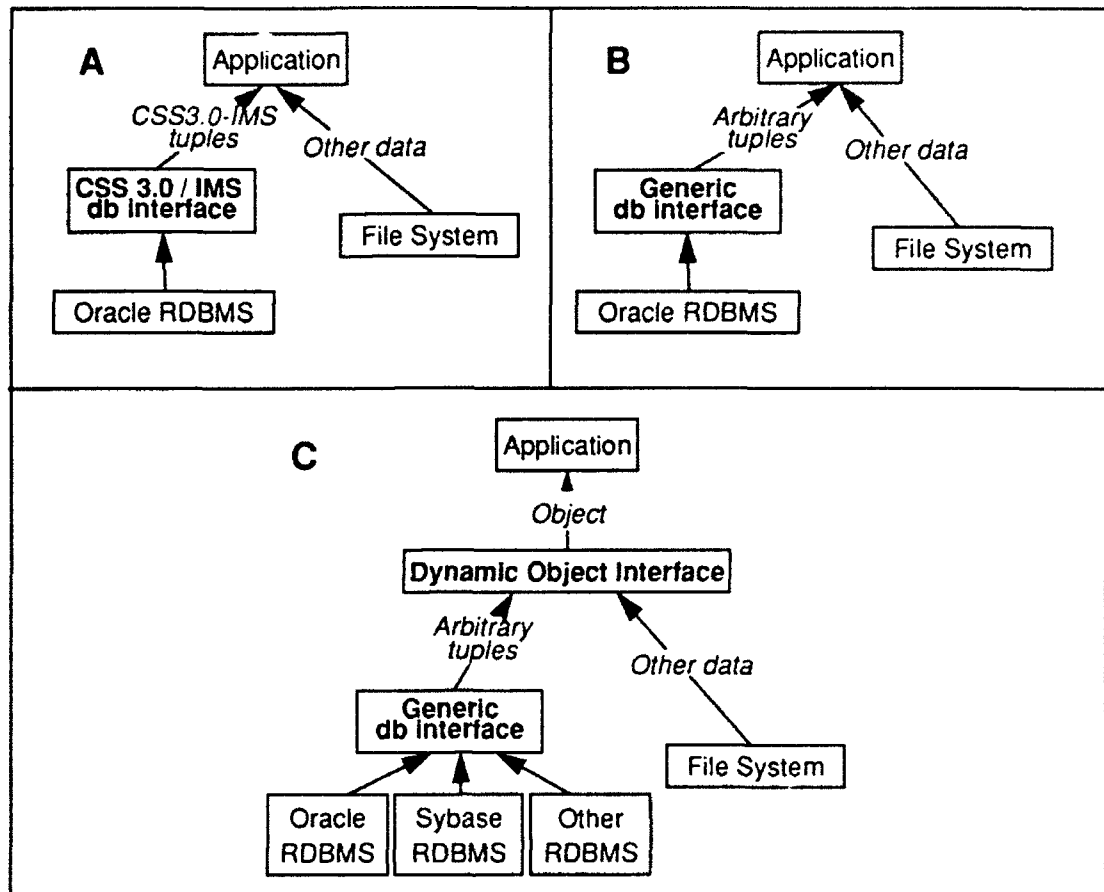 A
Application
CSS3.0-IMS
tuples
Other data
CSS 3.0 / IMS
db interface
File System
Oracle RDBMS
B
Application
Arbitrary
tuples
Other data
Generic
db interface
File System
Oracle RDBMS
C
Application
Object
Dynamic Object Interface
Arbitrary
tuples
Other data
Generic
db interface
File System
Oracle
RDBMS
Sybase
RDBMS
Other
RDBMS